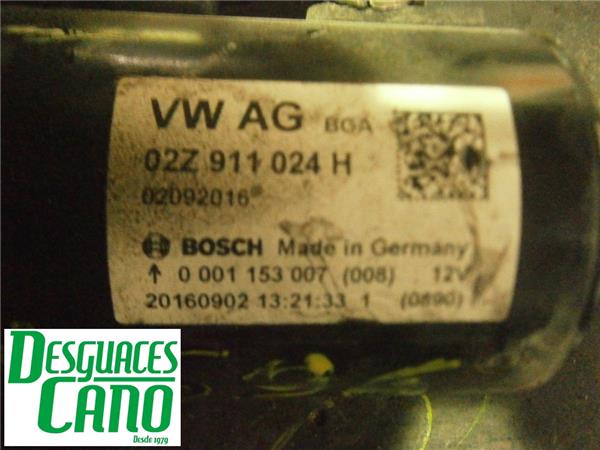 VW AG BGA
02Z 911 024 H
02092016
BOSCH Made in Germany
↑ 0 001 153 007 (008) 12V
20160902 13:21:33 1 (0890)
DESGUACES
CANO
Desde 1979